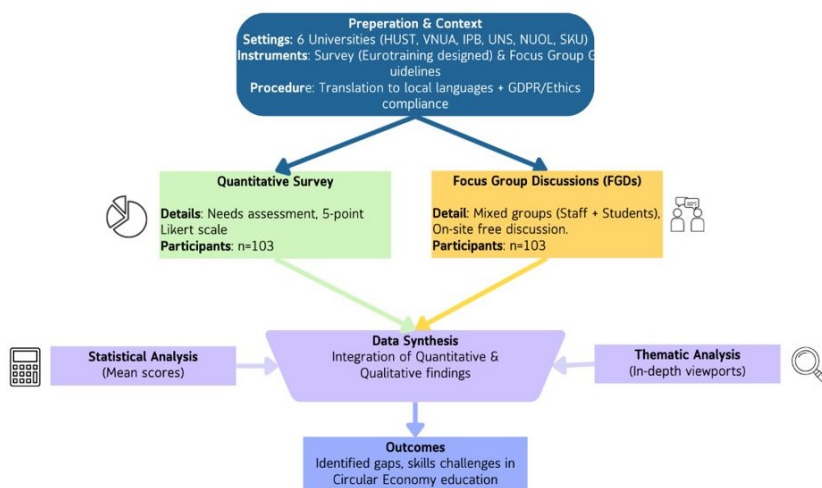 Preparation & Context
Settings: 6 Universities (HUST, VNUA, IPB, UNS, NUOL, SKU)
Instruments: Survey (Eurotraining designed) & Focus Group G
uidelines
Procedure: Translation to local languages + GDPR/Ethics
compliance
Quantitative Survey
Details: Needs assessment, 5-point
Likert scale
Participants: n=103
Focus Group Discussions (FGDs)
Detail: Mixed groups (Staff + Students),
On-site free discussion.
Participants: n=103
Statistical Analysis
(Mean scores)
Data Synthesis
Integration of Quantitative &
Qualitative findings
Thematic Analysis
(In-depth viewports)
Outcomes
Identified gaps, skills challenges in
Circular Economy education